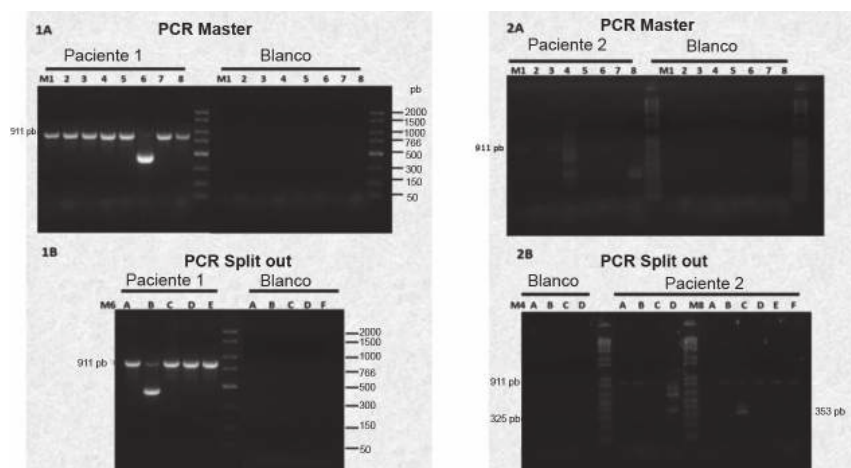 1A
PCR Master
Paciente 1
Blanco
M1 2 3 4 5 6 7 8
M1 2 3 4 5 6 7 8
pb
911 pb
2000
1500
1000
766
500
300
150
50
1B
PCR Split out
Paciente 1
Blanco
M6 A B C D E
A B C D F
911 pb
2000
1500
1000
766
500
300
150
50
2A
PCR Master
Paciente 2
Blanco
M1 2 3 4 5 6 7 8
M1 2 3 4 5 6 7 8
911 pb
2B
PCR Split out
Blanco
Paciente 2
M4 A B C D
A B C D M8 A B C D E F
911 pb
325 pb
353 pb